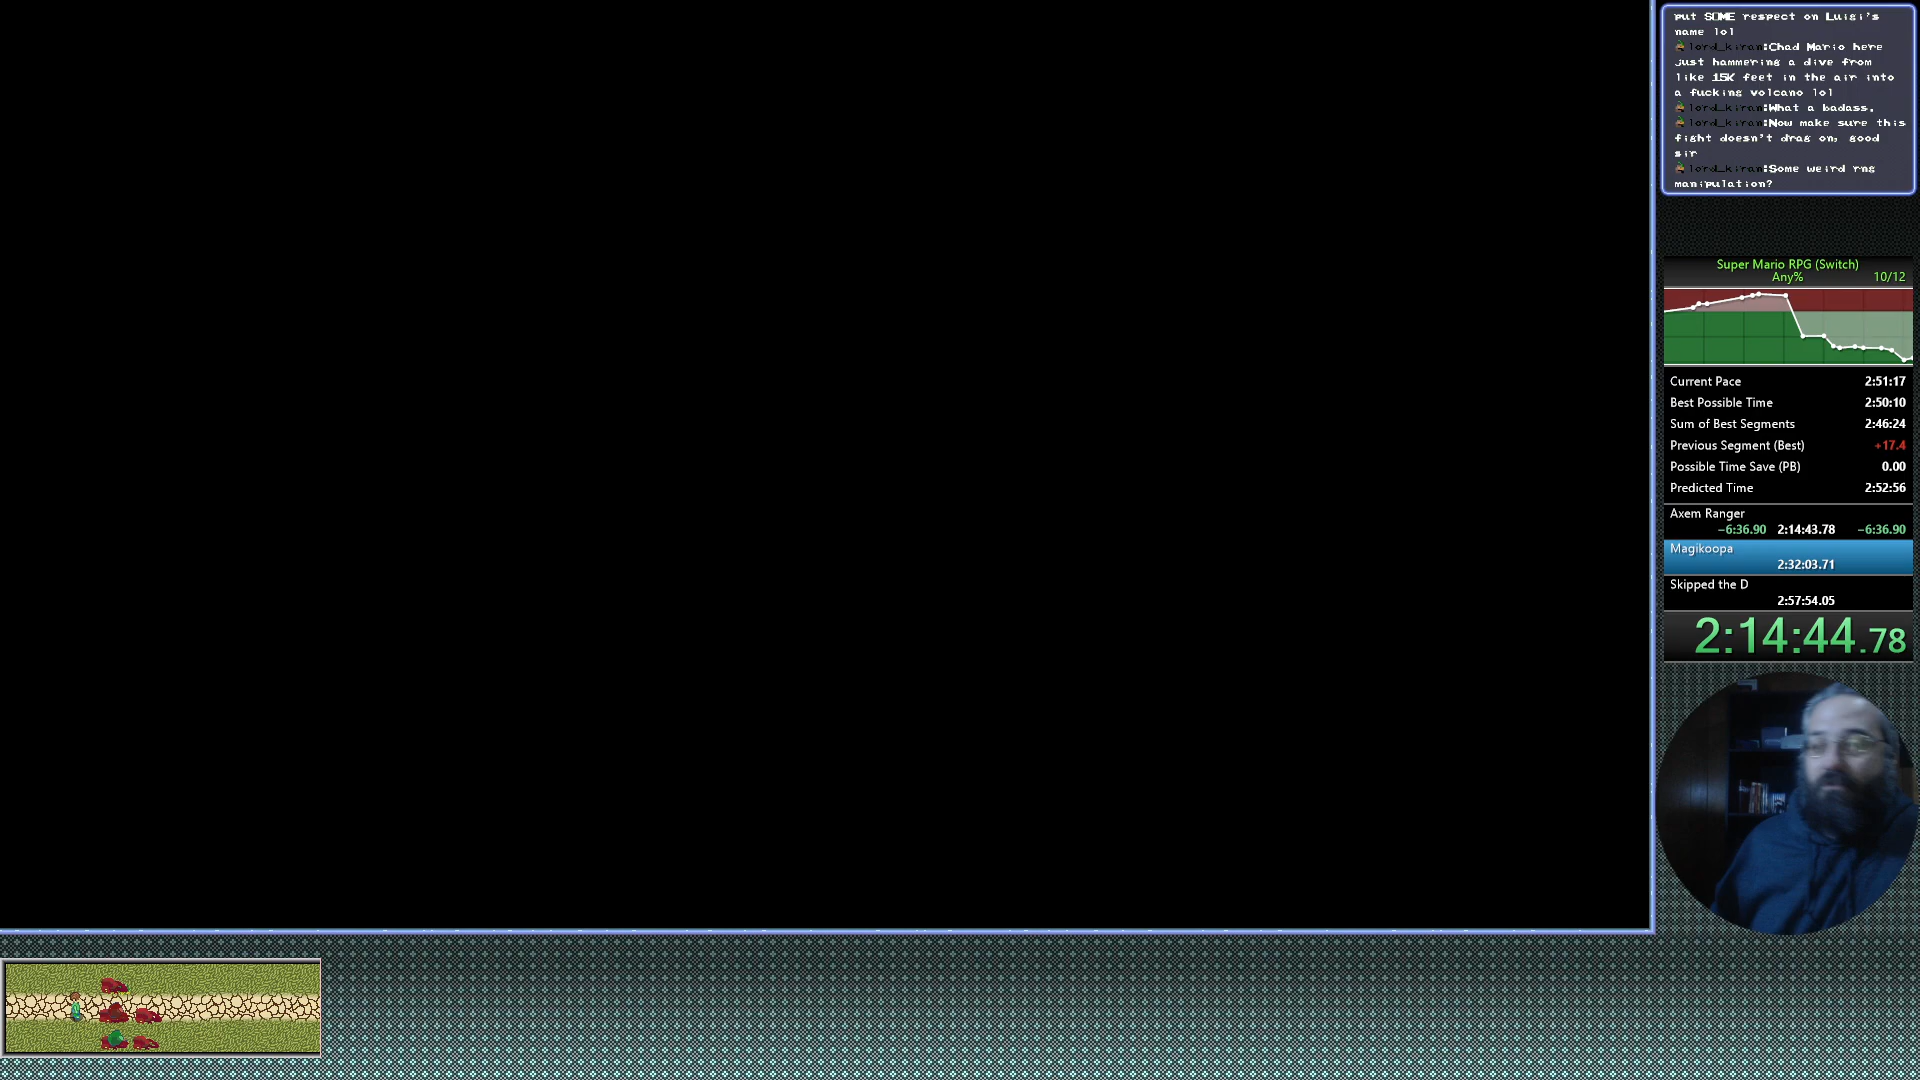 put SOME respect on Luigi's
name lol
lord_kiran:Chad Mario here
just hammering a dive from
like 15K feet in the air into
a fucking volcano lol
lord_kiran:What a badass.
lord_kiran:Now make sure this
fight doesn't drag on, good
sir
lord_kiran:Some weird rng
manipulation?
Super Mario RPG (Switch)
Any% 10/12
Current Pace 2:51:17
Best Possible Time 2:50:10
Sum of Best Segments 2:46:24
Previous Segment (Best) +17.4
Possible Time Save (PB) 0.00
Predicted Time 2:52:56
Axem Ranger
−6:36.90 2:14:43.78 −6:36.90
Magikoopa
2:32:03.71
Skipped the D
2:57:54.05
2:14:44.78